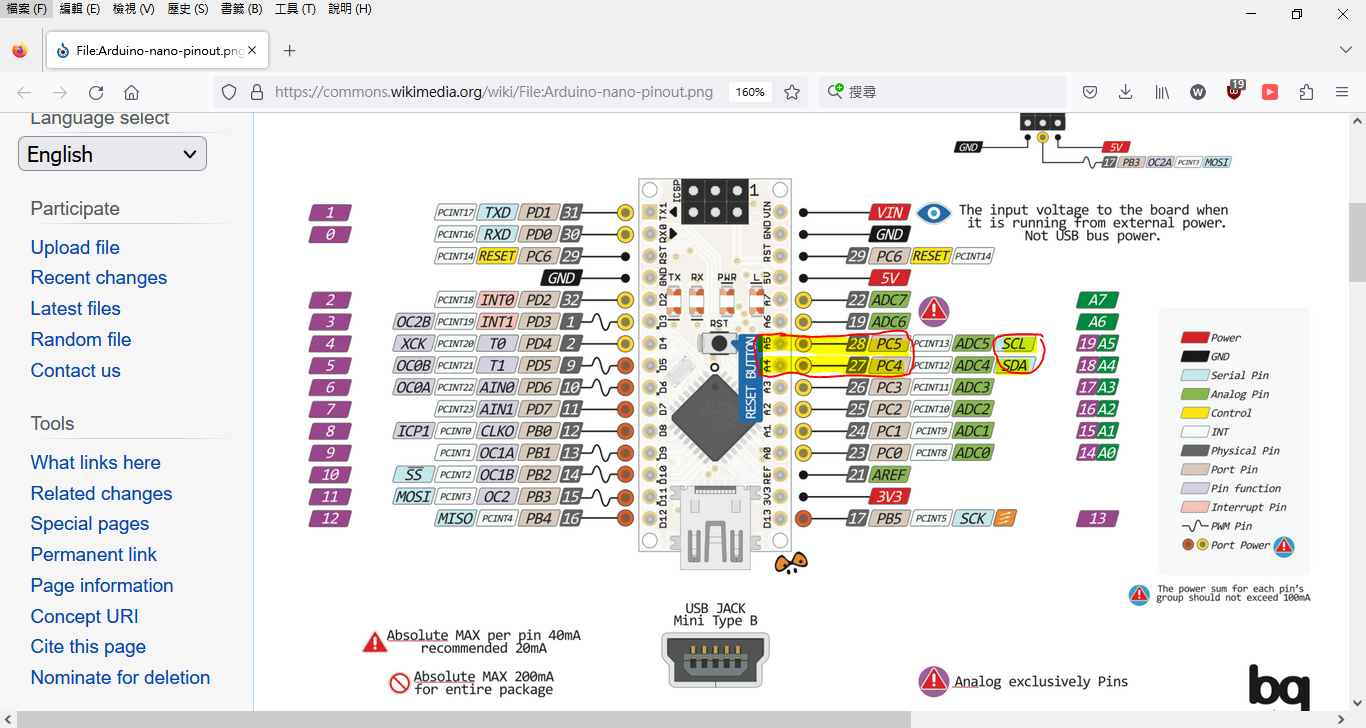 檔案 (F) 編輯 (E) 檢視 (V) 歷史 (S) 書籤 (B) 工具 (T) 說明 (H)
File:Arduino-nano-pinout.png
https://commons.wikimedia.org/wiki/File:Arduino-nano-pinout.png 160% 搜尋 19
Language select
English
Participate
Upload file
Recent changes
Latest files
Random file
Contact us
Tools
What links here
Related changes
Special pages
Permanent link
Page information
Concept URI
Cite this page
Nominate for deletion
GND 5V
17 PB3 OC2A PCINT3 MOSI
ICSP 1
1 PCINT17 TXD PD1 31 TX1
0 PCINT16 RXD PD0 30 RX0
PCINT14 RESET PC6 29 RST
GND GND
2 PCINT18 INT0 PD2 32 D2
3 OC2B PCINT19 INT1 PD3 1 D3
4 XCK PCINT20 T0 PD4 2 D4
5 OC0B PCINT21 T1 PD5 9 D5
6 OC0A PCINT22 AIN0 PD6 10 D6
7 PCINT23 AIN1 PD7 11 D7
8 ICP1 PCINT0 CLKO PB0 12 D8
9 PCINT1 OC1A PB1 13 D9
10 SS PCINT2 OC1B PB2 14 D10
11 MOSI PCINT3 OC2 PB3 15 D11
12 MISO PCINT4 PB4 16 D12
TX RX PWR L
RST
RESET BUTTON
VIN VIN
GND GND
RST 29 PC6 RESET PCINT14
5V 5V
A7 22 ADC7 A7
A6 19 ADC6 A6
A5 28 PC5 PCINT13 ADC5 SCL 19 A5
A4 27 PC4 PCINT12 ADC4 SDA 18 A4
A3 26 PC3 PCINT11 ADC3 17 A3
A2 25 PC2 PCINT10 ADC2 16 A2
A1 24 PC1 PCINT9 ADC1 15 A1
A0 23 PC0 PCINT8 ADC0 14 A0
REF 21 AREF
3V3 3V3
D13 17 PB5 PCINT5 SCK 13
The input voltage to the board when
it is running from external power.
Not USB bus power.
Power
GND
Serial Pin
Analog Pin
Control
INT
Physical Pin
Port Pin
Pin function
Interrupt Pin
PWM Pin
Port Power
The power sum for each pin's
group should not exceed 100mA
USB JACK
Mini Type B
Absolute MAX per pin 40mA
recommended 20mA
Absolute MAX 200mA
for entire package
Analog exclusively Pins
bq